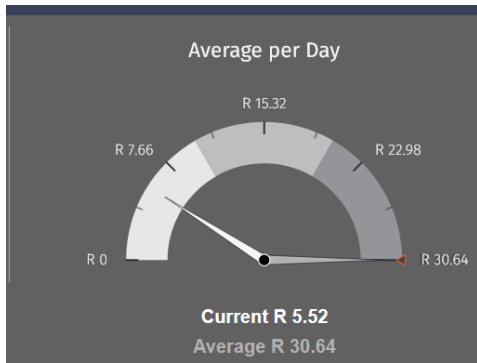 Average per Day
R 15.32
R 7.66
R 22.98
R 0
R 30.64
Current R 5.52
Average R 30.64